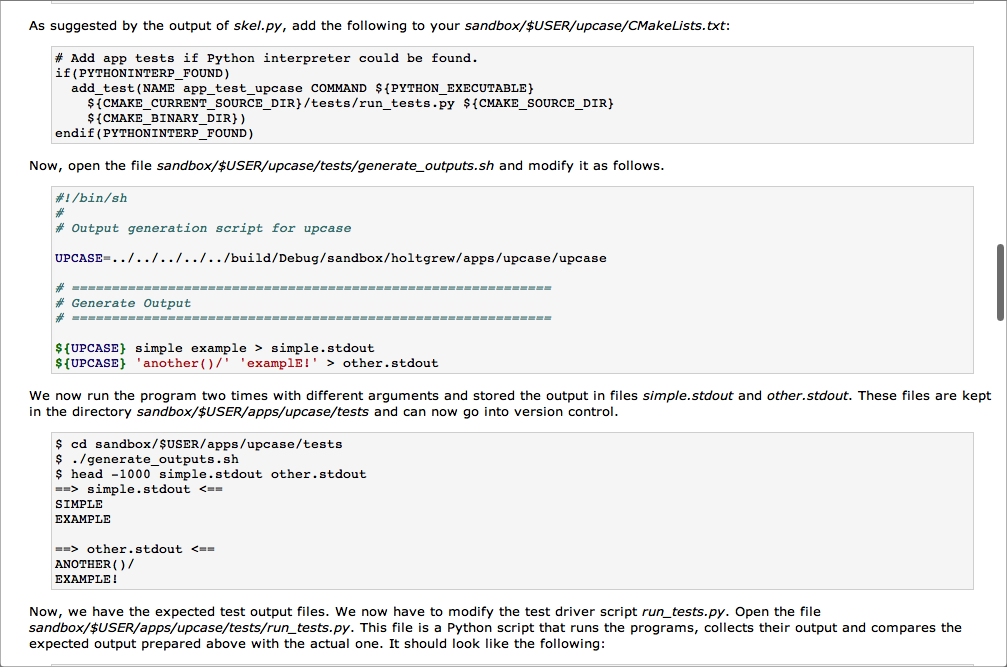 As suggested by the output of skel.py, add the following to your sandbox/$USER/upcase/CMakeLists.txt:
# Add app tests if Python interpreter could be found.
if(PYTHONINTERP_FOUND)
  add_test(NAME app_test_upcase COMMAND ${PYTHON_EXECUTABLE}
    ${CMAKE_CURRENT_SOURCE_DIR}/tests/run_tests.py ${CMAKE_SOURCE_DIR}
    ${CMAKE_BINARY_DIR})
endif(PYTHONINTERP_FOUND)
Now, open the file sandbox/$USER/upcase/tests/generate_outputs.sh and modify it as follows.
#!/bin/sh
#
# Output generation script for upcase
UPCASE=../../../../../build/Debug/sandbox/holtgrew/apps/upcase/upcase
# ============================================================
# Generate Output
# ============================================================
${UPCASE} simple example > simple.stdout
${UPCASE} 'another()/' 'examplE!' > other.stdout
We now run the program two times with different arguments and stored the output in files simple.stdout and other.stdout. These files are kept
in the directory sandbox/$USER/apps/upcase/tests and can now go into version control.
$ cd sandbox/$USER/apps/upcase/tests
$ ./generate_outputs.sh
$ head -1000 simple.stdout other.stdout
==> simple.stdout <==
SIMPLE
EXAMPLE
==> other.stdout <==
ANOTHER()/
EXAMPLE!
Now, we have the expected test output files. We now have to modify the test driver script run_tests.py. Open the file
sandbox/$USER/apps/upcase/tests/run_tests.py. This file is a Python script that runs the programs, collects their output and compares the
expected output prepared above with the actual one. It should look like the following: